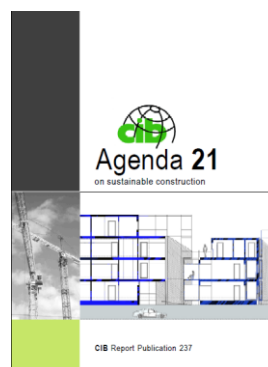 cib
Agenda 21
on sustainable construction
CIB Report Publication 237